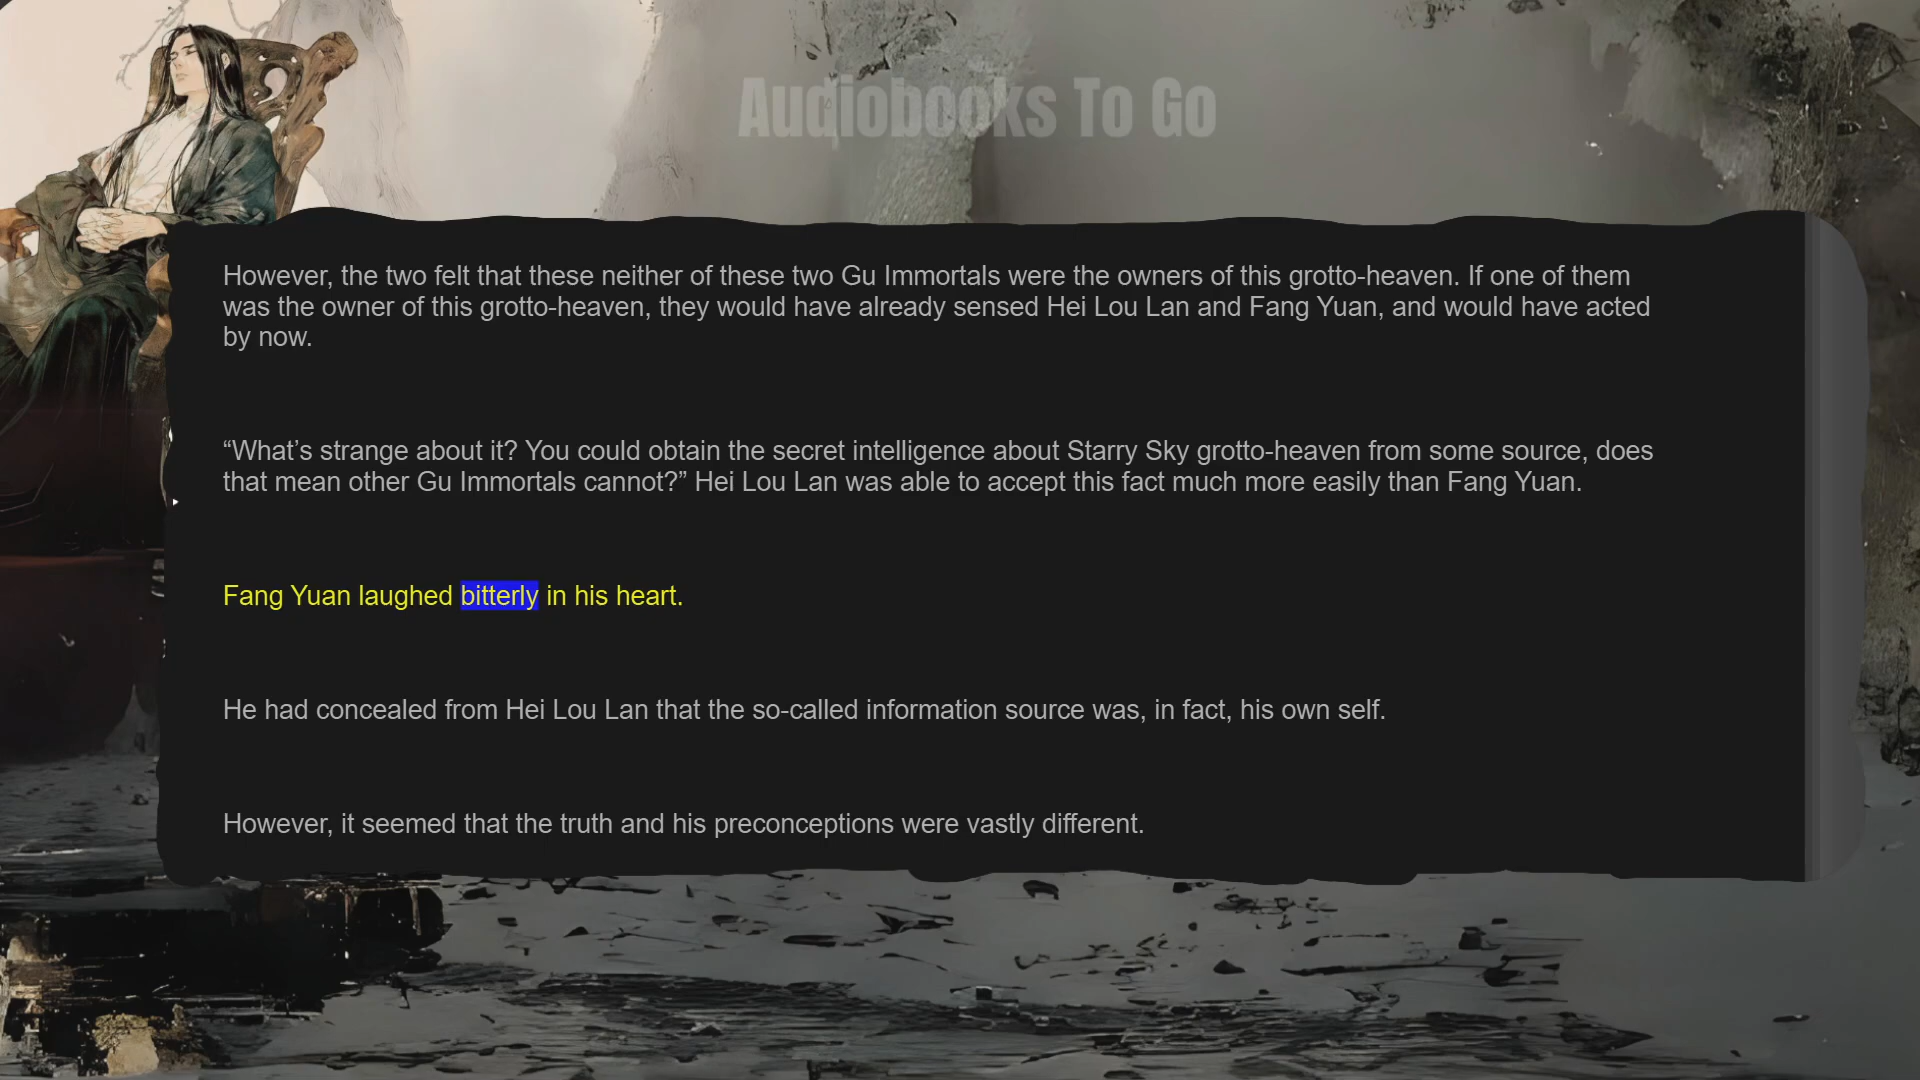 Audiobooks To Go
However, the two felt that these neither of these two Gu Immortals were the owners of this grotto-heaven. If one of them
was the owner of this grotto-heaven, they would have already sensed Hei Lou Lan and Fang Yuan, and would have acted
by now.
“What’s strange about it? You could obtain the secret intelligence about Starry Sky grotto-heaven from some source, does
that mean other Gu Immortals cannot?” Hei Lou Lan was able to accept this fact much more easily than Fang Yuan.
Fang Yuan laughed bitterly in his heart.
He had concealed from Hei Lou Lan that the so-called information source was, in fact, his own self.
However, it seemed that the truth and his preconceptions were vastly different.